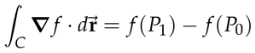 ∫_C ∇f · dr⃗ = f(P₁) − f(P₀)